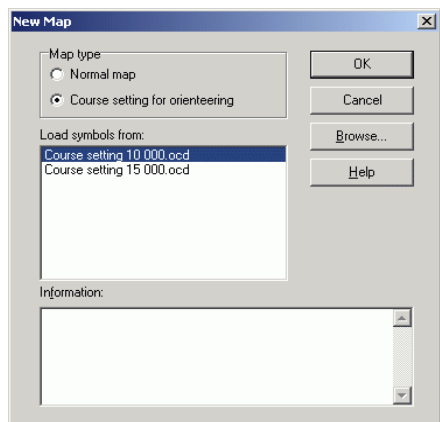 New Map
Map type
Normal map
Course setting for orienteering
Load symbols from:
Course setting 10 000.ocd
Course setting 15 000.ocd
OK
Cancel
Browse...
Help
Information: